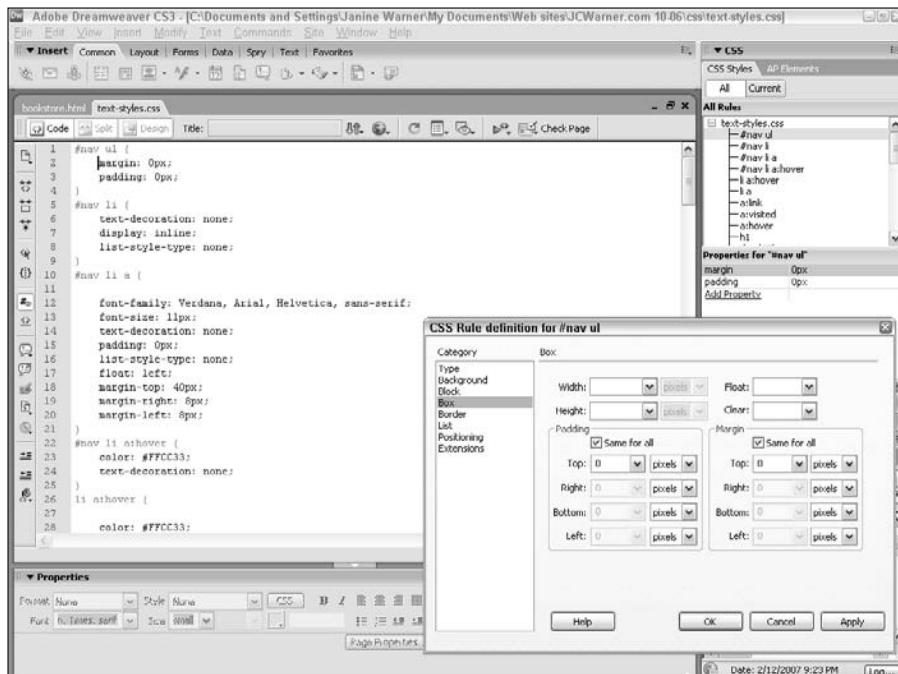 Adobe Dreamweaver CS3 - [C:\Documents and Settings\Janine Warner\My Documents\Web sites\JCWarner.com 10-06\css\text-styles.css]
File Edit View Insert Modify Text Commands Site Window Help
▼ Insert Common Layout Forms Data Spry Text Favorites
bookstore.html text-styles.css
Code Split Design Title: Check Page
1 #nav ul {
2 margin: 0px;
3 padding: 0px;
4 }
5 #nav li {
6 text-decoration: none;
7 display: inline;
8 list-style-type: none;
9 }
10 #nav li a {
11
12 font-family: Verdana, Arial, Helvetica, sans-serif;
13 font-size: 11px;
14 text-decoration: none;
15 padding: 0px;
16 list-style-type: none;
17 float: left;
18 margin-top: 40px;
19 margin-right: 8px;
20 margin-left: 8px;
21 }
22 #nav li a:hover {
23 color: #FFCC33;
24 text-decoration: none;
25 }
26 li a:hover {
27
28 color: #FFCC33;
▼ CSS
CSS Styles AP Elements
All Current
All Rules
text-styles.css
#nav ul
#nav li
#nav li a
#nav li a:hover
li a:hover
li a
a:link
a:visited
a:hover
h1
Properties for "#nav ul"
margin 0px
padding 0px
Add Property
CSS Rule definition for #nav ul
Category
Type
Background
Block
Box
Border
List
Positioning
Extensions
Box
Width: pixels Float:
Height: pixels Clear:
Padding Margin
Same for all Same for all
Top: 0 pixels Top: 0 pixels
Right: 0 pixels Right: 0 pixels
Bottom: 0 pixels Bottom: 0 pixels
Left: 0 pixels Left: 0 pixels
Help OK Cancel Apply
▼ Properties
Format None Style None CSS B I
Font Size small
Page Properties...
Date: 2/12/2007 9:23 PM Log...